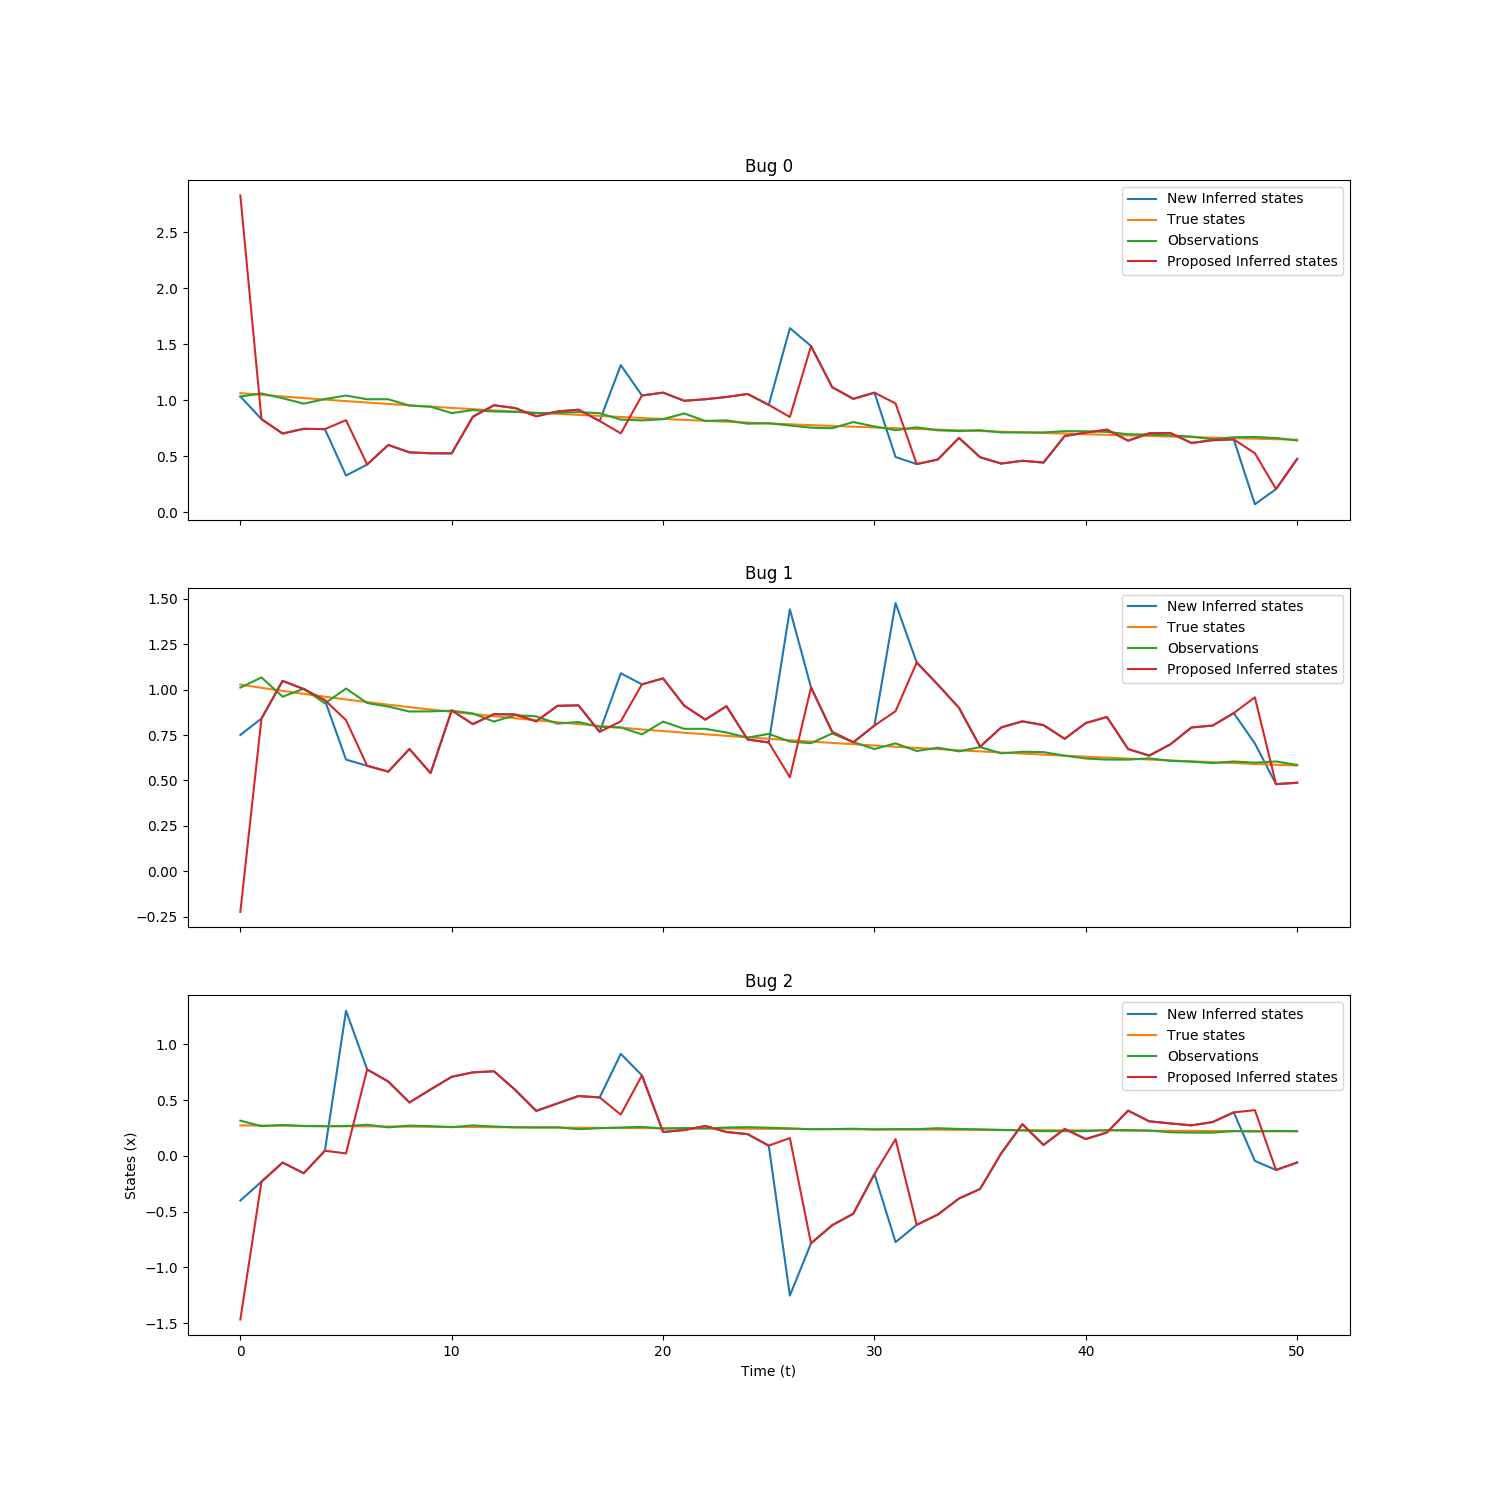 Bug 0
New Inferred states
True states
Observations
Proposed Inferred states
2.5
2.0
1.5
1.0
0.5
0.0
Bug 1
New Inferred states
True states
Observations
Proposed Inferred states
1.50
1.25
1.00
0.75
0.50
0.25
0.00
−0.25
Bug 2
New Inferred states
True states
Observations
Proposed Inferred states
1.0
0.5
0.0
−0.5
−1.0
−1.5
States (x)
0 10 20 30 40 50
Time (t)